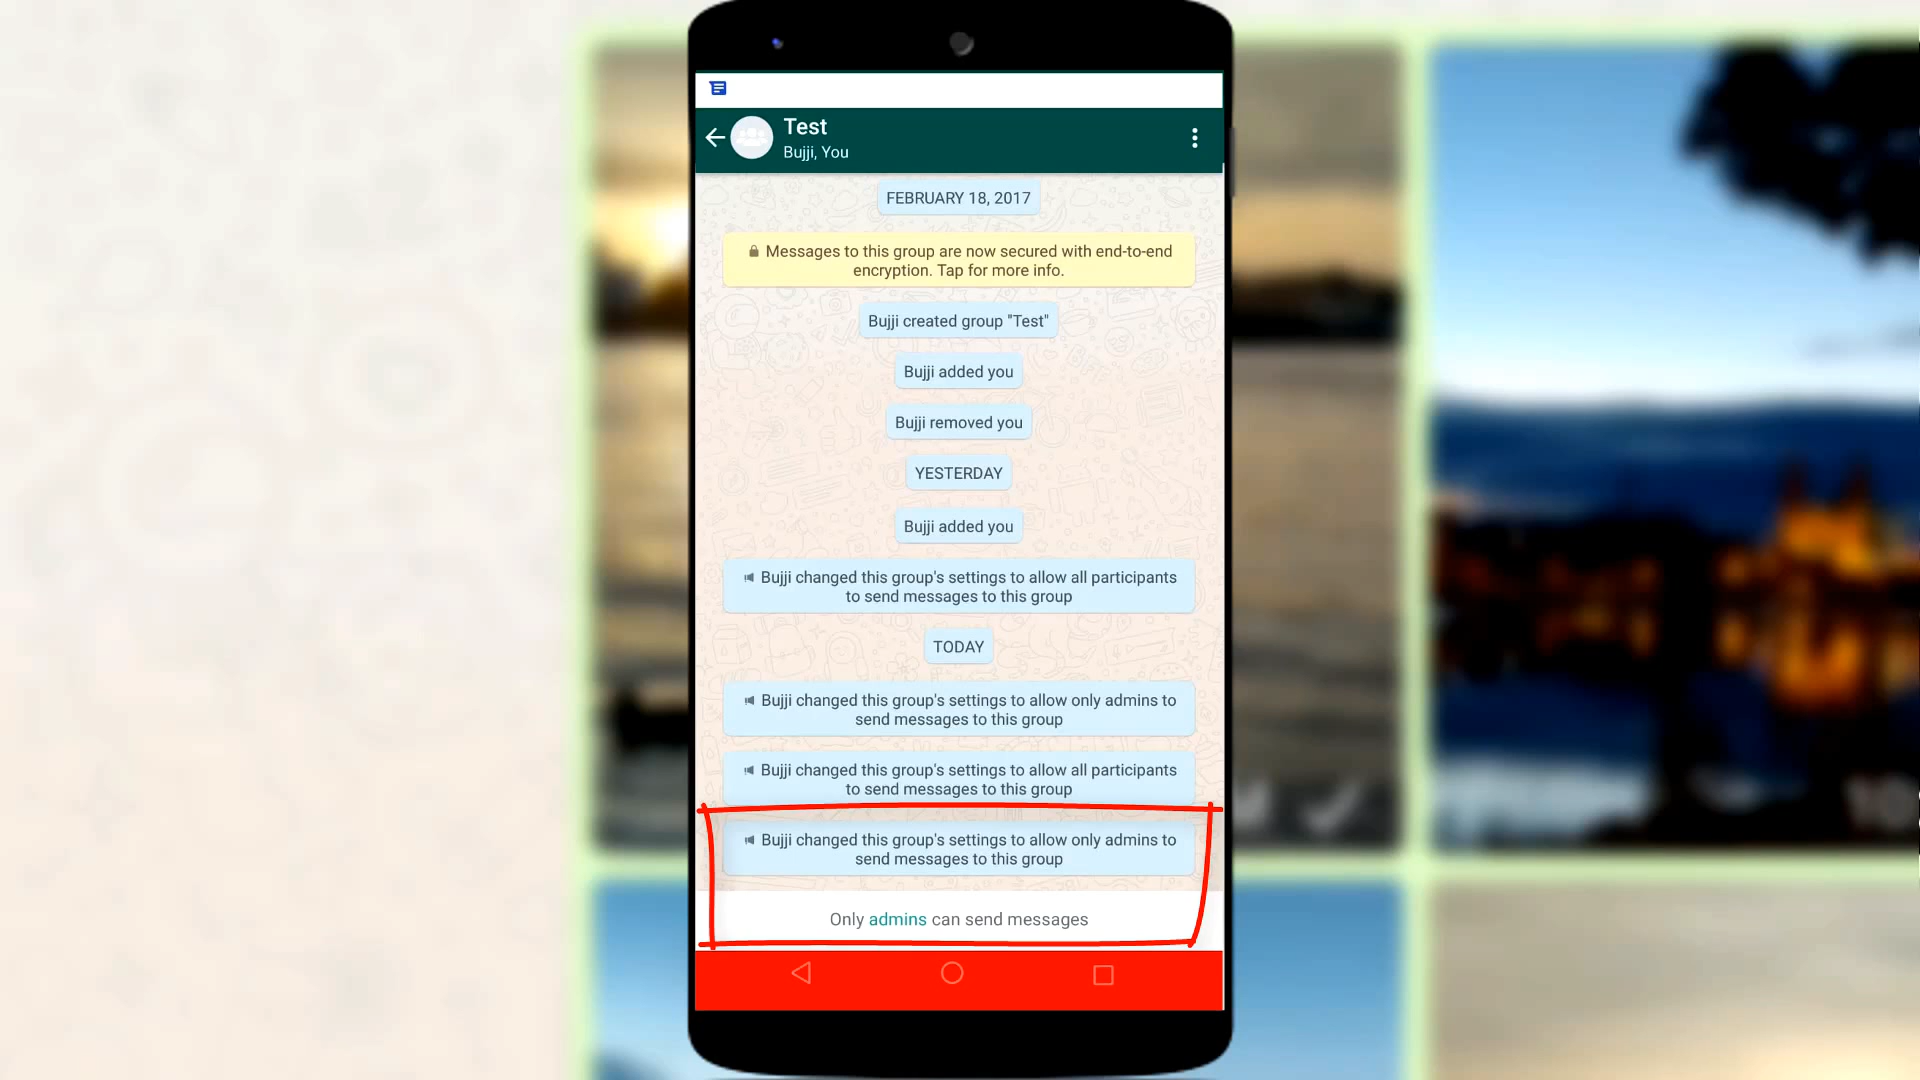 Test
Bujji, You
FEBRUARY 18, 2017
Messages to this group are now secured with end-to-end
encryption. Tap for more info.
Bujji created group "Test"
Bujji added you
Bujji removed you
YESTERDAY
Bujji added you
Bujji changed this group's settings to allow all participants
to send messages to this group
TODAY
Bujji changed this group's settings to allow only admins to
send messages to this group
Bujji changed this group's settings to allow all participants
to send messages to this group
Bujji changed this group's settings to allow only admins to
send messages to this group
Only admins can send messages